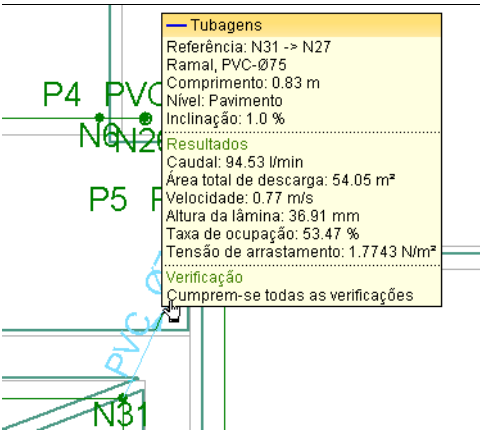 Tubagens
Referência: N31 -> N27
Ramal, PVC-Ø75
Comprimento: 0.83 m
Nível: Pavimento
Inclinação: 1.0 %
Resultados
Caudal: 94.53 l/min
Área total de descarga: 54.05 m²
Velocidade: 0.77 m/s
Altura da lâmina: 36.91 mm
Taxa de ocupação: 53.47 %
Tensão de arrastamento: 1.7743 N/m²
Verificação
Cumprem-se todas as verificações
P4 PVC
N6
P5
PVC Ø7
N31